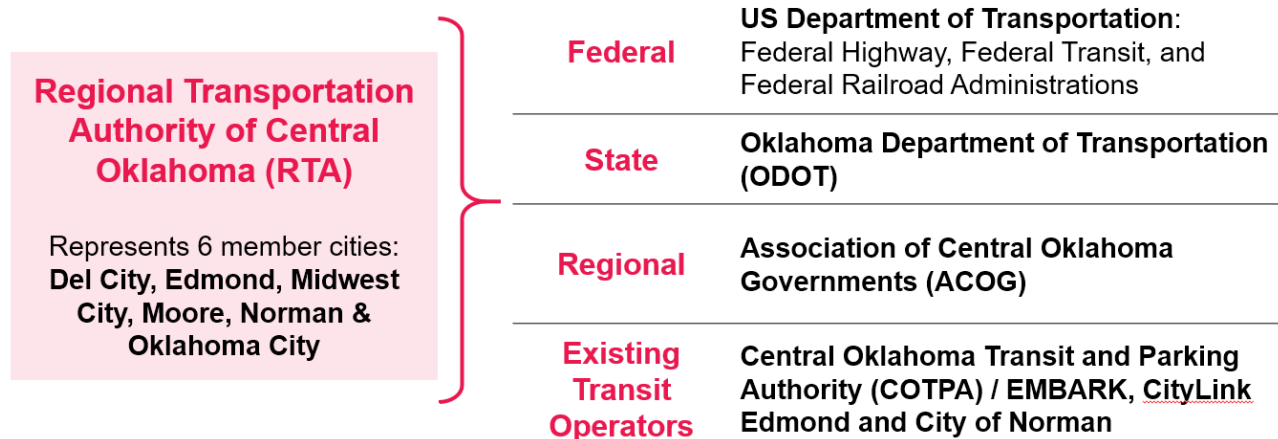 Regional Transportation
Authority of Central
Oklahoma (RTA)
Represents 6 member cities:
Del City, Edmond, Midwest
City, Moore, Norman &
Oklahoma City
Federal
US Department of Transportation:
Federal Highway, Federal Transit, and
Federal Railroad Administrations
State
Oklahoma Department of Transportation
(ODOT)
Regional
Association of Central Oklahoma
Governments (ACOG)
Existing
Transit
Operators
Central Oklahoma Transit and Parking
Authority (COTPA) / EMBARK, CityLink
Edmond and City of Norman